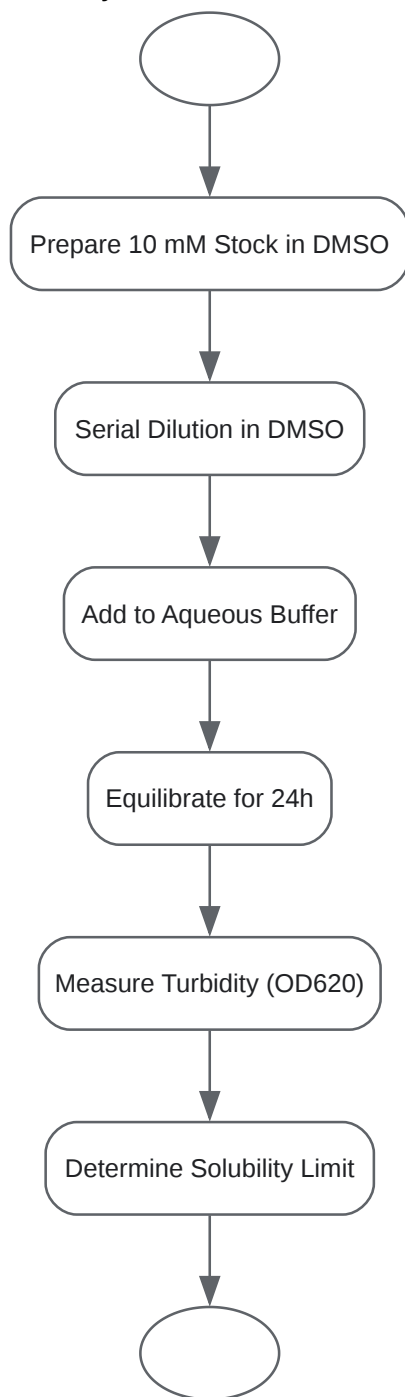 Prepare 10 mM Stock in DMSO
Serial Dilution in DMSO
Add to Aqueous Buffer
Equilibrate for 24h
Measure Turbidity (OD620)
Determine Solubility Limit